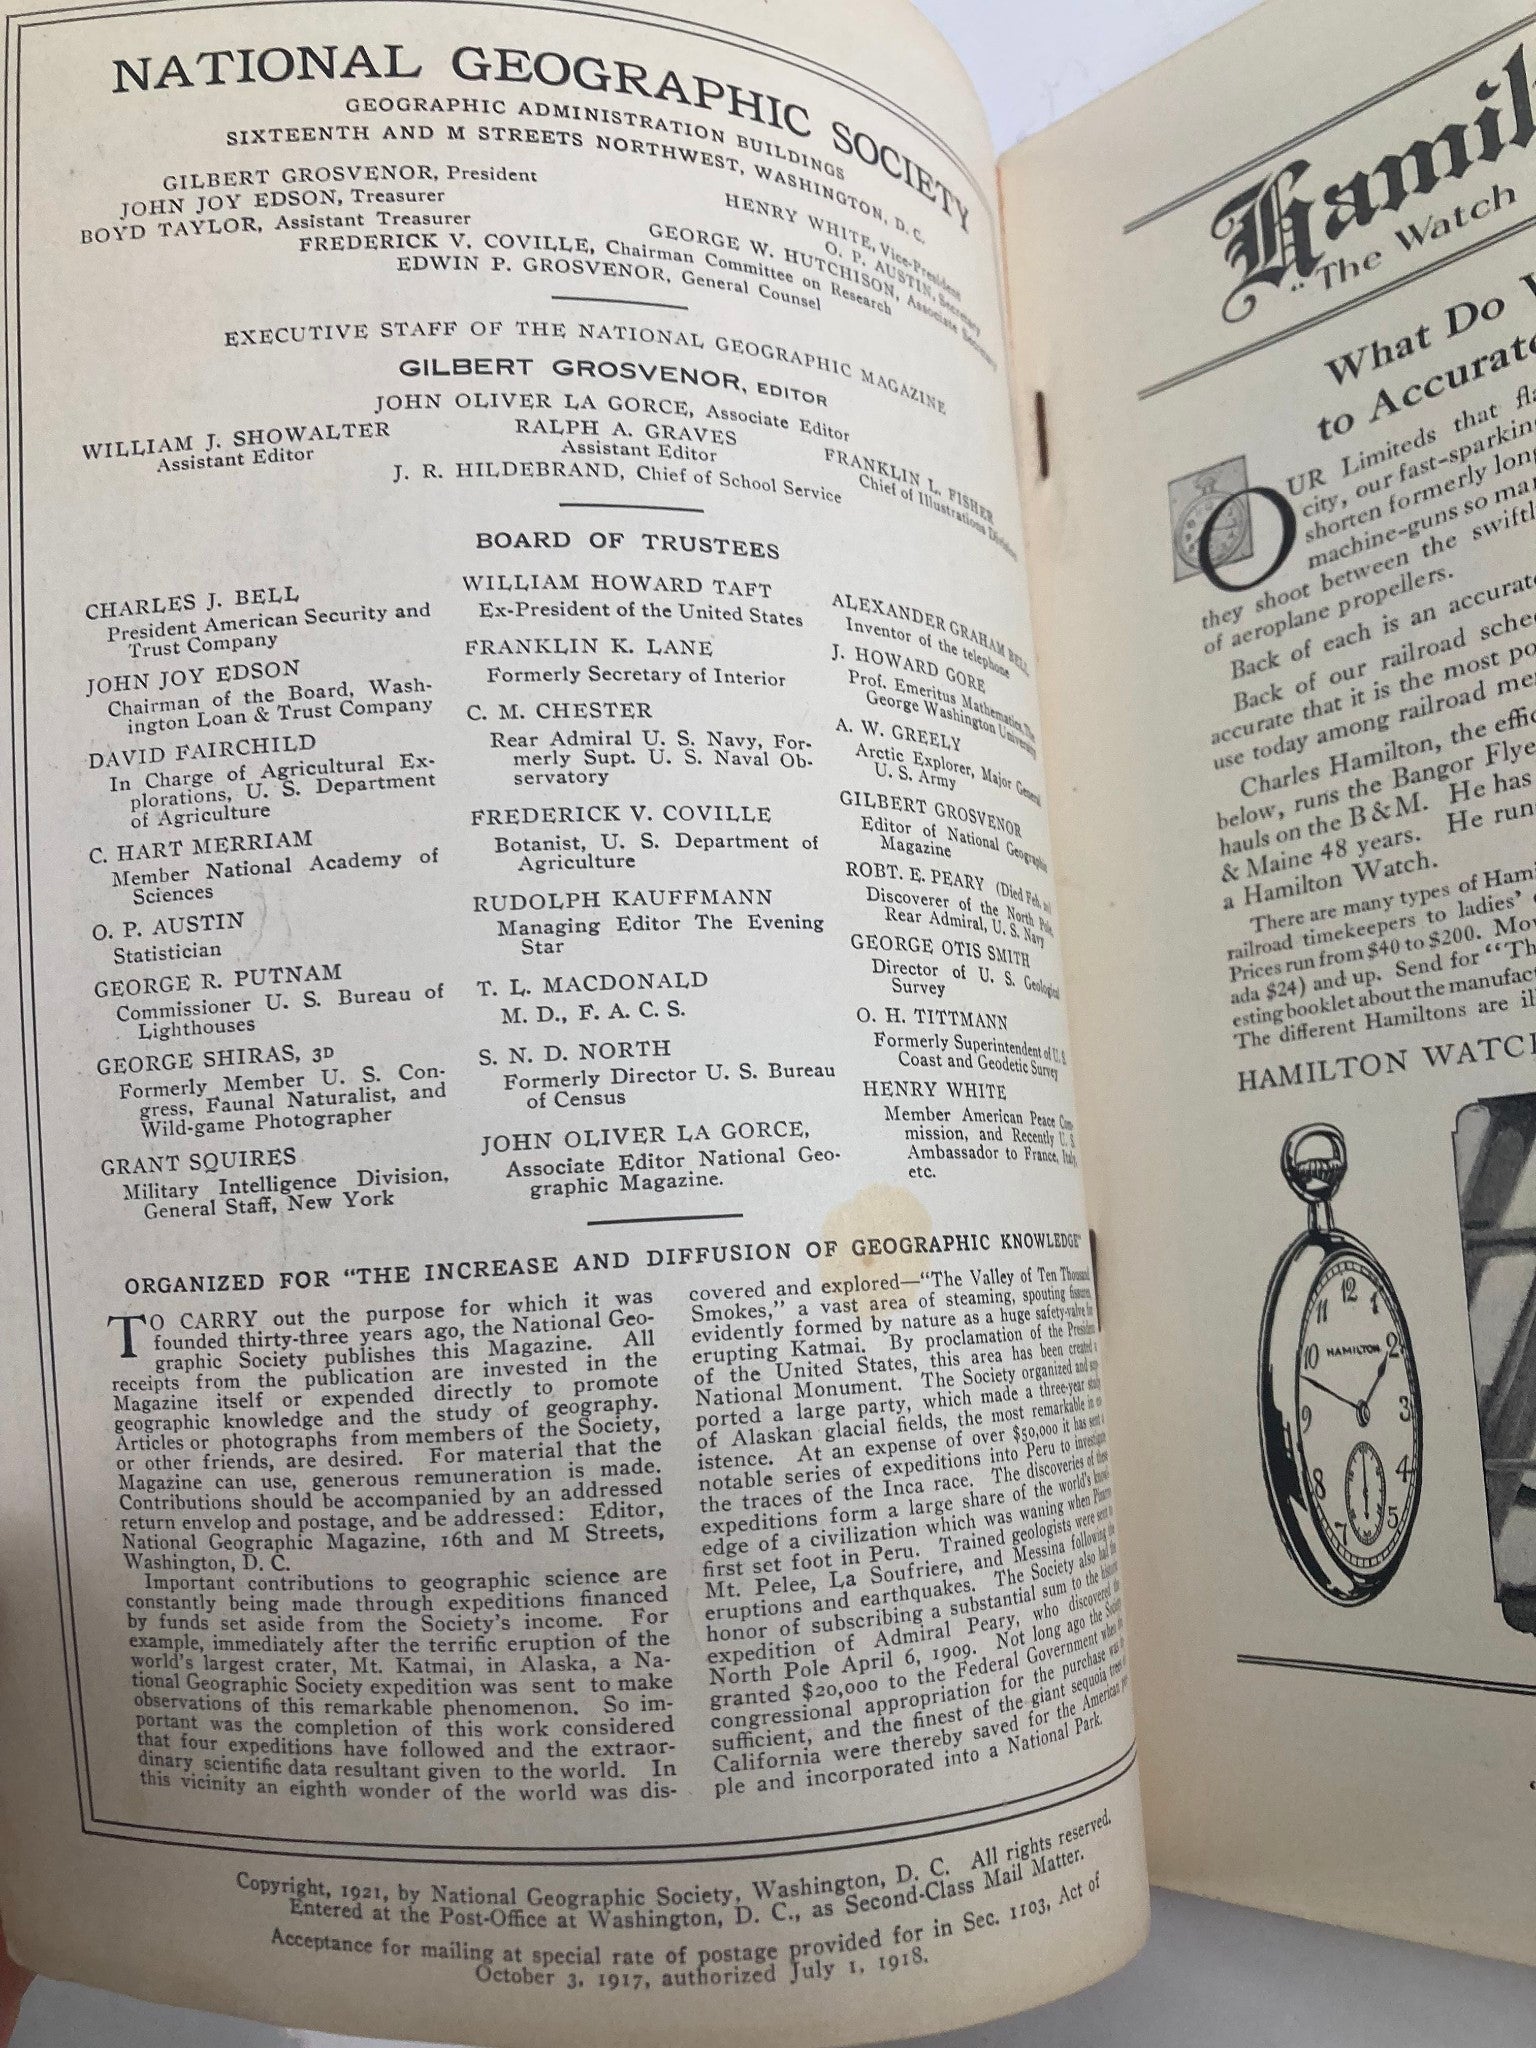 NATIONAL GEOGRAPHIC SOCIETY
GEOGRAPHIC ADMINISTRATION BUILDINGS
SIXTEENTH AND M STREETS NORTHWEST, WASHINGTON, D. C.
GILBERT GROSVENOR, President
HENRY WHITE, Vice-President
JOHN JOY EDSON, Treasurer
O. P. AUSTIN, Secretary
BOYD TAYLOR, Assistant Treasurer
GEORGE W. HUTCHISON, Associate Secretary
FREDERICK V. COVILLE, Chairman Committee on Research
EDWIN P. GROSVENOR, General Counsel
EXECUTIVE STAFF OF THE NATIONAL GEOGRAPHIC MAGAZINE
GILBERT GROSVENOR, EDITOR
JOHN OLIVER LA GORCE, Associate Editor
WILLIAM J. SHOWALTER
Assistant Editor
RALPH A. GRAVES
Assistant Editor
FRANKLIN L. FISHER
Chief of Illustrations Division
J. R. HILDEBRAND, Chief of School Service
BOARD OF TRUSTEES
CHARLES J. BELL
President American Security and
Trust Company
JOHN JOY EDSON
Chairman of the Board, Wash-
ington Loan & Trust Company
DAVID FAIRCHILD
In Charge of Agricultural Ex-
plorations, U. S. Department
of Agriculture
C. HART MERRIAM
Member National Academy of
Sciences
O. P. AUSTIN
Statistician
GEORGE R. PUTNAM
Commissioner U. S. Bureau of
Lighthouses
GEORGE SHIRAS, 3D
Formerly Member U. S. Con-
gress, Faunal Naturalist, and
Wild-game Photographer
GRANT SQUIRES
Military Intelligence Division,
General Staff, New York
WILLIAM HOWARD TAFT
Ex-President of the United States
FRANKLIN K. LANE
Formerly Secretary of Interior
C. M. CHESTER
Rear Admiral U. S. Navy, For-
merly Supt. U. S. Naval Ob-
servatory
FREDERICK V. COVILLE
Botanist, U. S. Department of
Agriculture
RUDOLPH KAUFFMANN
Managing Editor The Evening
Star
T. L. MACDONALD
M. D., F. A. C. S.
S. N. D. NORTH
Formerly Director U. S. Bureau
of Census
JOHN OLIVER LA GORCE,
Associate Editor National Geo-
graphic Magazine.
ALEXANDER GRAHAM BELL
Inventor of the telephone
J. HOWARD GORE
Prof. Emeritus Mathematics, The
George Washington University
A. W. GREELY
Arctic Explorer, Major General
U. S. Army
GILBERT GROSVENOR
Editor of National Geographic
Magazine
ROBT. E. PEARY (Died Feb.
Discoverer of the North Pole,
Rear Admiral, U. S. Navy
GEORGE OTIS SMITH
Director of U. S. Geological
Survey
O. H. TITTMANN
Formerly Superintendent of U. S.
Coast and Geodetic Survey
HENRY WHITE
Member American Peace Com-
mission, and Recently U. S.
Ambassador to France, Italy,
etc.
ORGANIZED FOR "THE INCREASE AND DIFFUSION OF GEOGRAPHIC KNOWLEDGE"
TO CARRY out the purpose for which it was
founded thirty-three years ago, the National Geo-
graphic Society publishes this Magazine. All
receipts from the publication are invested in the
Magazine itself or expended directly to promote
geographic knowledge and the study of geography.
Articles or photographs from members of the Society,
or other friends, are desired. For material that the
Magazine can use, generous remuneration is made.
Contributions should be accompanied by an addressed
return envelop and postage, and be addressed: Editor,
National Geographic Magazine, 16th and M Streets,
Washington, D. C.
Important contributions to geographic science are
constantly being made through expeditions financed
by funds set aside from the Society's income. For
example, immediately after the terrific eruption of the
world's largest crater, Mt. Katmai, in Alaska, a Na-
tional Geographic Society expedition was sent to make
observations of this remarkable phenomenon. So im-
portant was the completion of this work considered
that four expeditions have followed and the extraor-
dinary scientific data resultant given to the world. In
this vicinity an eighth wonder of the world was dis-
covered and explored—"The Valley of Ten Thousand
Smokes," a vast area of steaming, spouting fissures,
evidently formed by nature as a huge safety-valve for
erupting Katmai. By proclamation of the President
of the United States, this area has been created a
National Monument. The Society organized and sup-
ported a large party, which made a three-year study
of Alaskan glacial fields, the most remarkable in ex-
istence. At an expense of over $50,000 it has sent a
notable series of expeditions into Peru to investigate
the traces of the Inca race. The discoveries of these
expeditions form a large share of the world's knowl-
edge of a civilization which was waning when Pizarro
first set foot in Peru. Trained geologists were sent to
Mt. Pelee, La Soufriere, and Messina following the
eruptions and earthquakes. The Society also had the
honor of subscribing a substantial sum to the historic
expedition of Admiral Peary, who discovered the
North Pole April 6, 1909. Not long ago the Society
granted $20,000 to the Federal Government when the
congressional appropriation for the purchase was in-
sufficient, and the finest of the giant sequoia trees of
California were thereby saved for the American peo-
ple and incorporated into a National Park.
Copyright, 1921, by National Geographic Society, Washington, D. C. All rights reserved.
Entered at the Post-Office at Washington, D. C., as Second-Class Mail Matter.
Acceptance for mailing at special rate of postage provided for in Sec. 1103, Act of
October 3, 1917, authorized July 1, 1918.
Hamil
"The Watch
What Do
to Accurat
OUR Limiteds that fla
city, our fast-sparkin
shorten formerly lon
machine-guns so mar
they shoot between the swiftl
of aeroplane propellers.
Back of each is an accurat
Back of our railroad sche
accurate that it is the most po
use today among railroad me
Charles Hamilton, the effic
below, runs the Bangor Flye
hauls on the B & M. He has
& Maine 48 years. He run
a Hamilton Watch.
There are many types of Hami
railroad timekeepers to ladies'
Prices run from $40 to $200. Mov
ada $24) and up. Send for "Th
esting booklet about the manufact
The different Hamiltons are il
HAMILTON WATC
11 12 1
10 HAMILTON 2
9 3
8 4
7 5